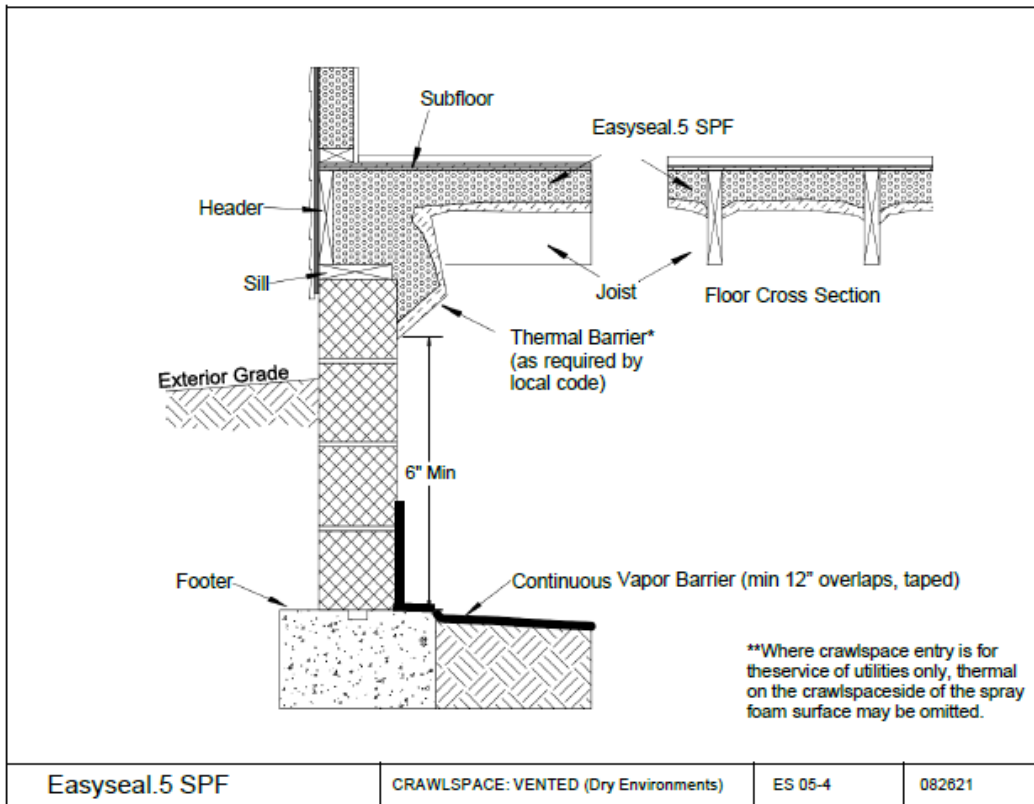 Subfloor
Easyseal.5 SPF
Header
Sill
Joist
Floor Cross Section
Thermal Barrier*
(as required by
local code)
Exterior Grade
6" Min
Footer
Continuous Vapor Barrier (min 12" overlaps, taped)
**Where crawlspace entry is for
theservice of utilities only, thermal
on the crawlspaceside of the spray
foam surface may be omitted.
Easyseal.5 SPF
CRAWLSPACE: VENTED (Dry Environments)
ES 05-4
082621